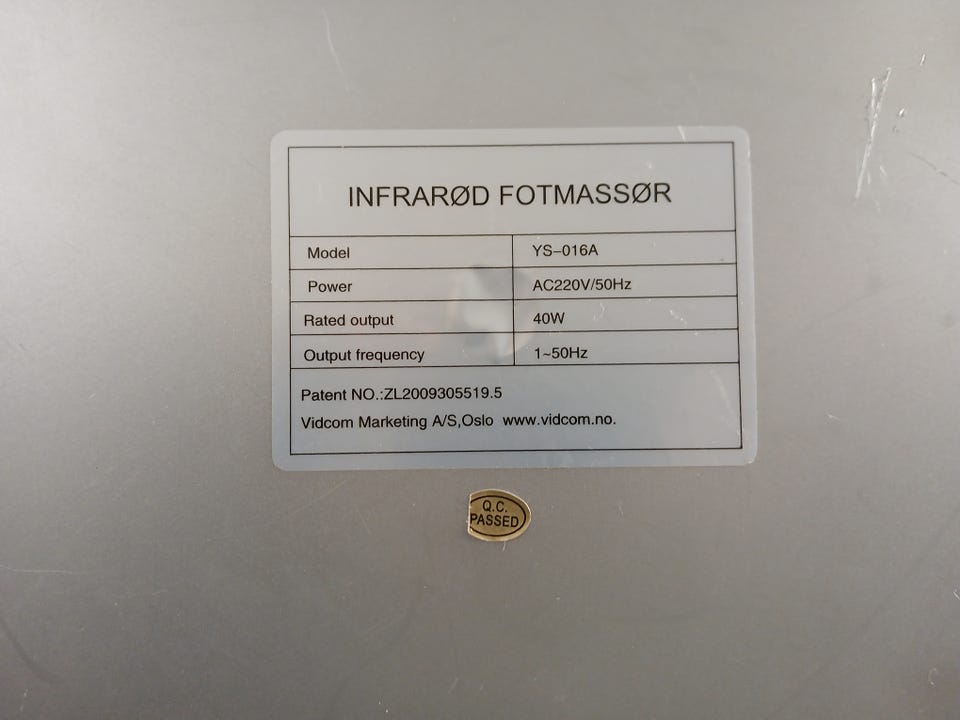 INFRARØD FOTMASSØR
Model YS-016A
Power AC220V/50Hz
Rated output 40W
Output frequency 1~50Hz
Patent NO.:ZL2009305519.5
Vidcom Marketing A/S,Oslo www.vidcom.no.
Q.C.
PASSED